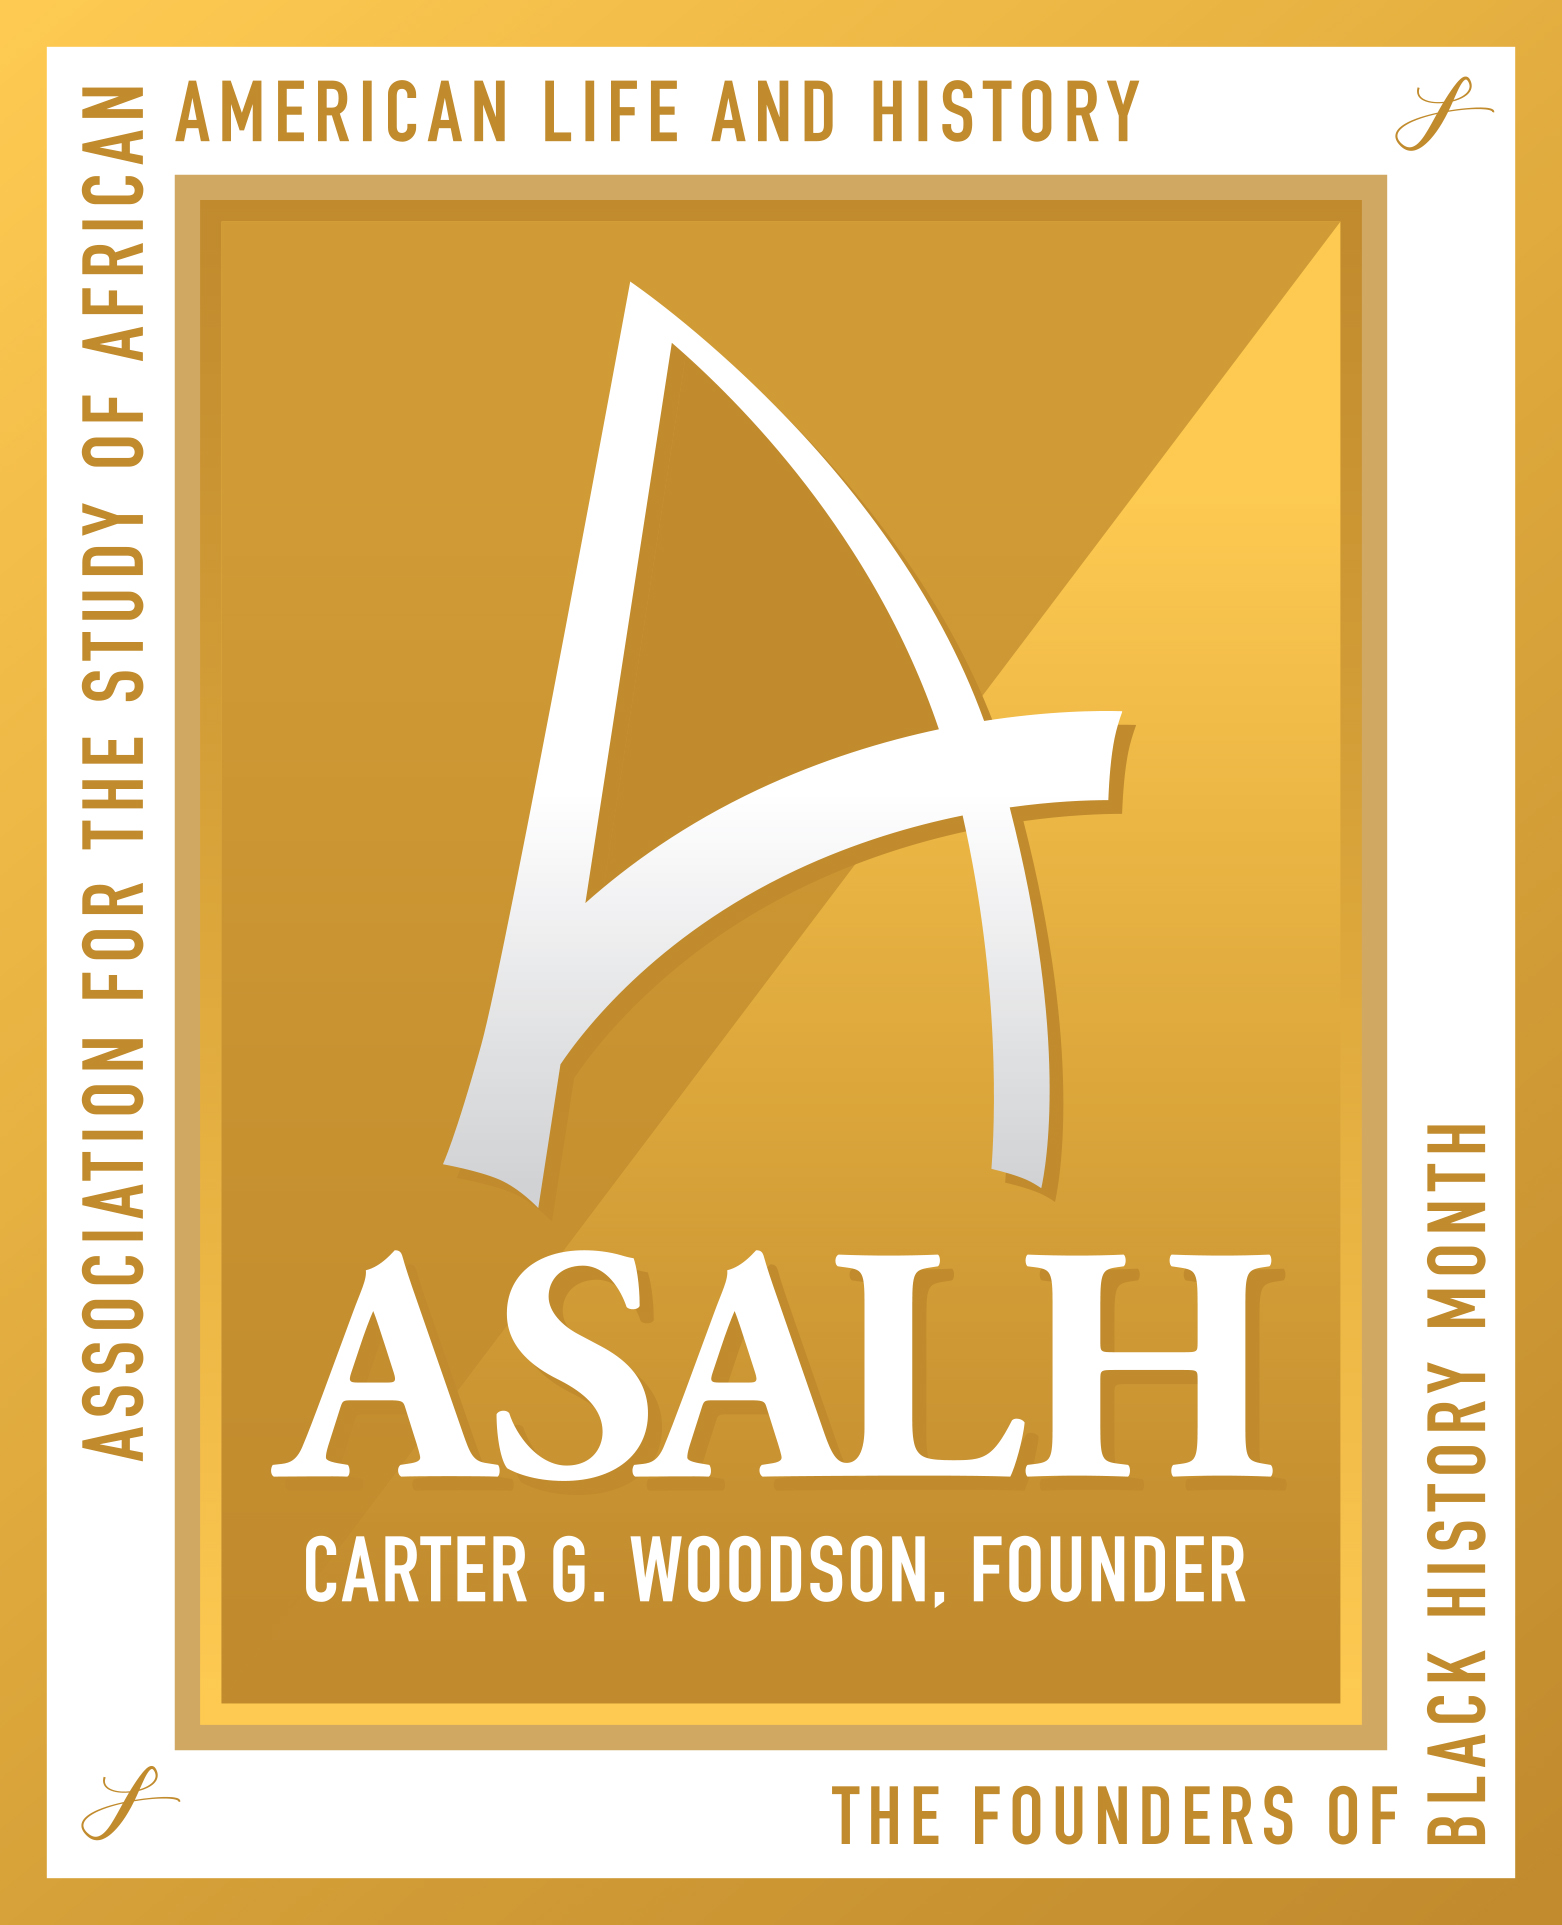 ASSOCIATION FOR THE STUDY OF AFRICAN
AMERICAN LIFE AND HISTORY
A
ASALH
CARTER G. WOODSON, FOUNDER
THE FOUNDERS OF
BLACK HISTORY MONTH